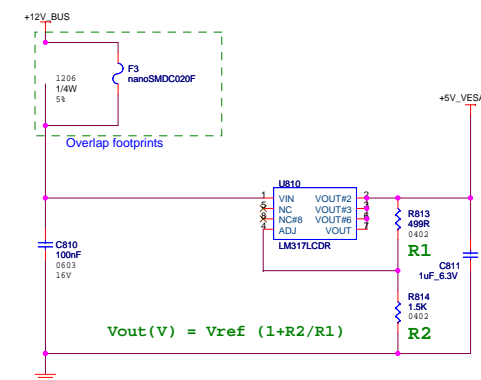 +12V_BUS
F3
nanoSMDC020F
1206
1/4W
5%
Overlap footprints
+5V_VESA
U810
1 VIN VOUT#2 2
5 NC VOUT#3 3
8 NC#8 VOUT#6 6
4 ADJ VOUT 7
LM317LCDR
R813
499R
0402
R1
C810
100nF
0603
16V
C811
1uF_6.3V
R814
1.5K
0402
R2
Vout(V) = Vref (1+R2/R1)